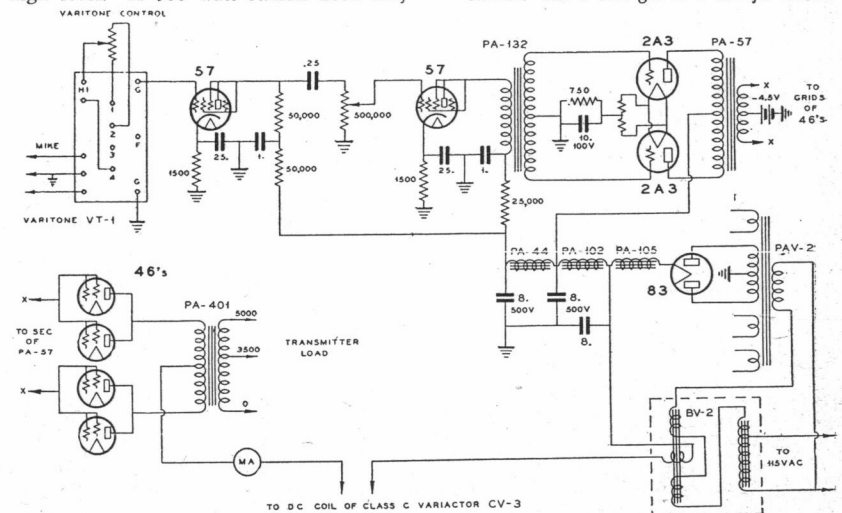 VARITONE CONTROL
57
.25
57
PA-132
2A3
PA-57
HI
G
50,000
500,000
750
X
-4.5V
TO
GRIDS
OF
46'S
1
2
F
10.
100V
3
MIKE
4
25.
1.
25.
1.
X
1500
50,000
1500
2A3
G
25,000
VARITONE VT-1
PA-44
PA-102
PA-105
PAV-2
46's
83
PA-401
X
5000
8.
500V
8.
500V
TO SEC
OF
PA-57
3500
TRANSMITTER
LOAD
8.
X
0
BV-2
MA
TO
115VAC
TO DC COIL OF CLASS C VARIACTOR CV-3